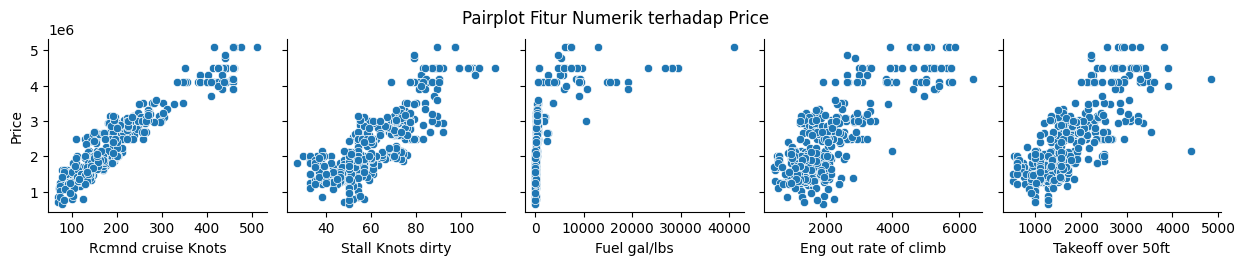 Pairplot Fitur Numerik terhadap Price
1e6
5
4
3
2
1
Price
100 200 300 400 500
Rcmnd cruise Knots
40 60 80 100
Stall Knots dirty
0 10000 20000 30000 40000
Fuel gal/lbs
2000 4000 6000
Eng out rate of climb
1000 2000 3000 4000 5000
Takeoff over 50ft